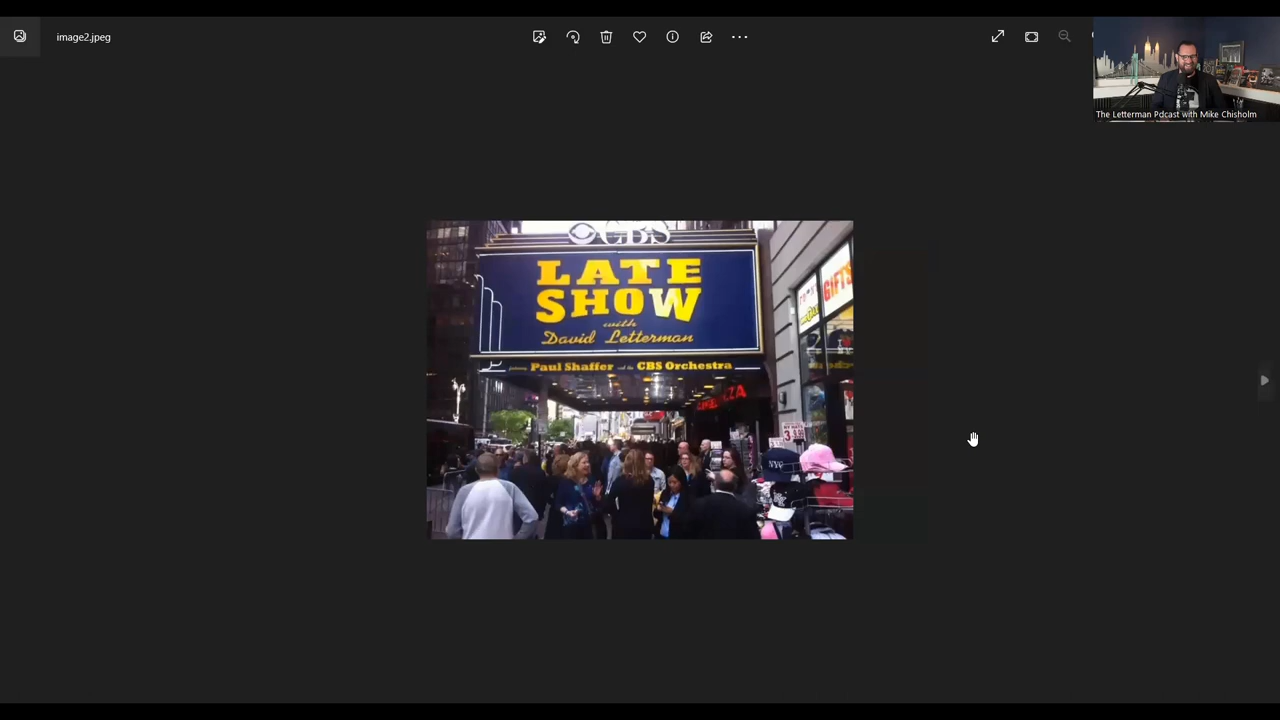 image2.jpeg
The Letterman Pdcast with Mike Chisholm
CBS
LATE
SHOW
with
David Letterman
Paul Shaffer and the CBS Orchestra
GIFTS
NYC